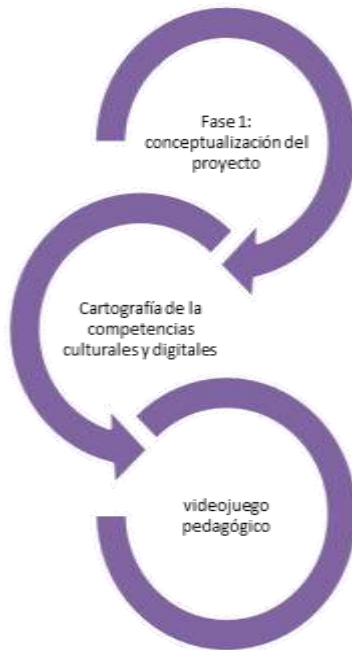 Fase 1:
conceptualización del
proyecto
Cartografía de la
competencias
culturales y digitales
videojuego
pedagógico